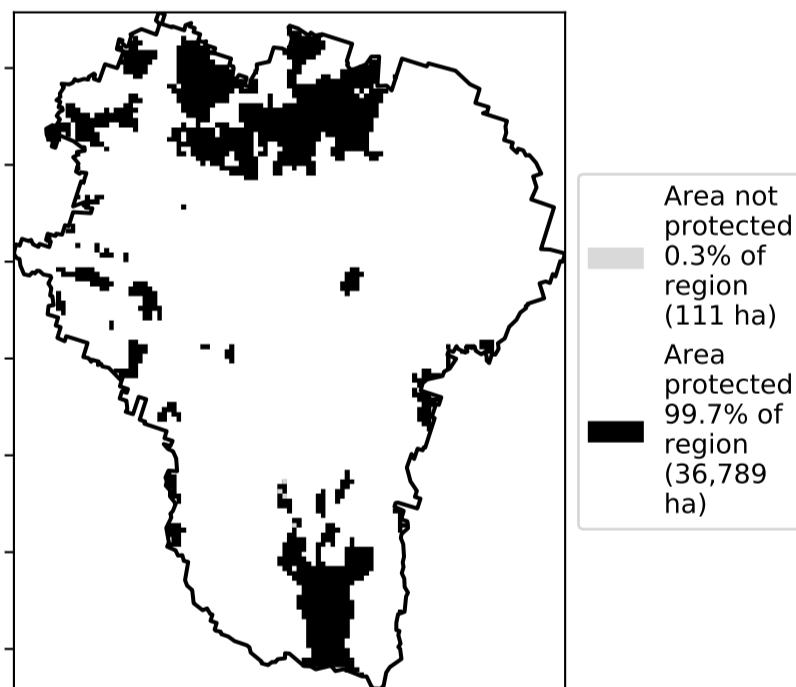 Area not
protected
0.3% of
region
(111 ha)
Area
protected
99.7% of
region
(36,789
ha)